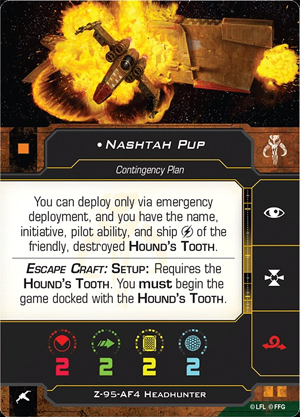 • Nashtah Pup
Contingency Plan
You can deploy only via emergency
deployment, and you have the name,
initiative, pilot ability, and ship of the
friendly, destroyed Hound's Tooth.
Escape Craft: Setup: Requires the
Hound's Tooth. You must begin the
game docked with the Hound's Tooth.
2 2 2 2
Z-95-AF4 Headhunter
©LFL ©FFG